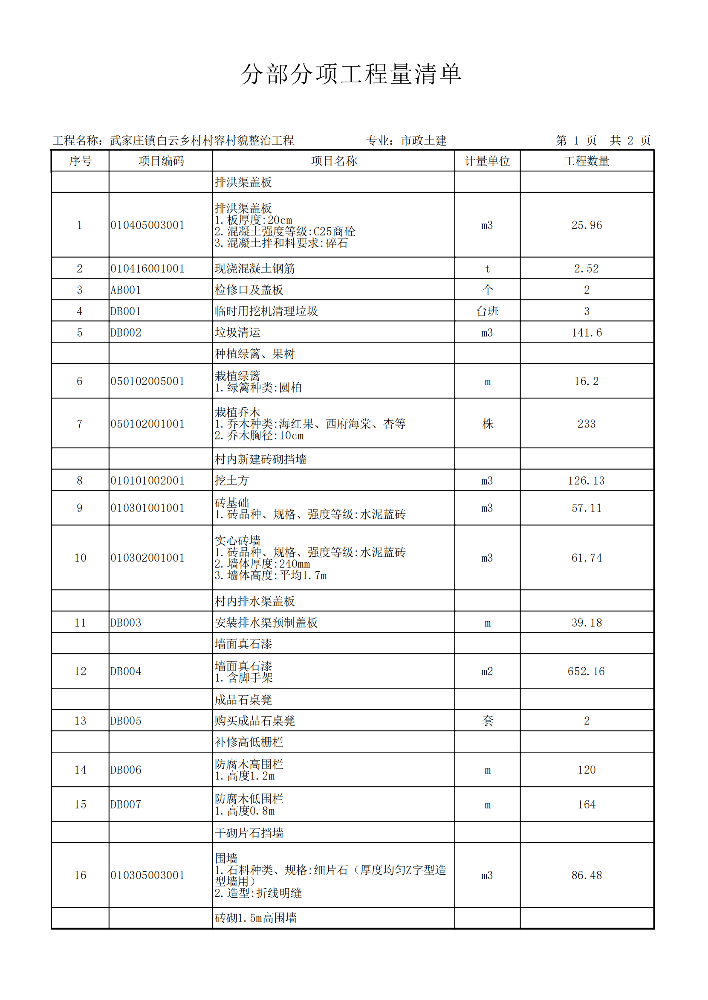 分部分项工程量清单
工程名称：武家庄镇白云乡村村容村貌整治工程 专业：市政土建 第 1 页 共 2 页
序号 项目编码 项目名称 计量单位 工程数量
排洪渠盖板
1 010405003001 排洪渠盖板 m3 25.96
1.板厚度:20cm
2.混凝土强度等级:C25商砼
3.混凝土拌和料要求:碎石
2 010416001001 现浇混凝土钢筋 t 2.52
3 AB001 检修口及盖板 个 2
4 DB001 临时用挖机清理垃圾 台班 3
5 DB002 垃圾清运 m3 141.6
种植绿篱、果树
6 050102005001 栽植绿篱 m 16.2
1.绿篱种类:圆柏
7 050102001001 栽植乔木 株 233
1.乔木种类:海红果、西府海棠、杏等
2.乔木胸径:10cm
村内新建砖砌挡墙
8 010101002001 挖土方 m3 126.13
9 010301001001 砖基础 m3 57.11
1.砖品种、规格、强度等级:水泥蓝砖
10 010302001001 实心砖墙 m3 61.74
1.砖品种、规格、强度等级:水泥蓝砖
2.墙体厚度:240mm
3.墙体高度:平均1.7m
村内排水渠盖板
11 DB003 安装排水渠预制盖板 m 39.18
墙面真石漆
12 DB004 墙面真石漆 m2 652.16
1.含脚手架
成品石桌凳
13 DB005 购买成品石桌凳 套 2
补修高低栅栏
14 DB006 防腐木高围栏 m 120
1.高度1.2m
15 DB007 防腐木低围栏 m 164
1.高度0.8m
干砌片石挡墙
16 010305003001 围墙 m3 86.48
1.石料种类、规格:细片石（厚度均匀Z字型造
型墙用）
2.造型:折线明缝
砖砌1.5m高围墙